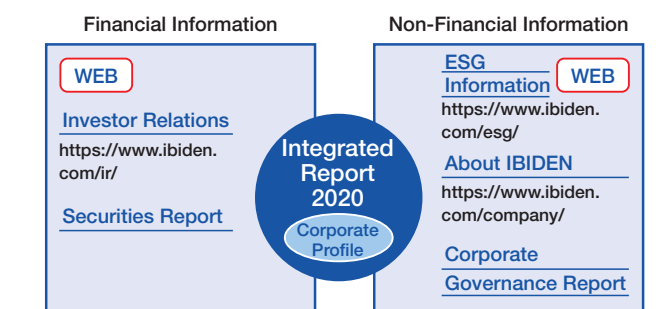 Financial Information
WEB
Investor Relations
https://www.ibiden.
com/ir/
Securities Report
Integrated
Report
2020
Corporate
Profile
Non-Financial Information
ESG
Information
WEB
https://www.ibiden.
com/esg/
About IBIDEN
https://www.ibiden.
com/company/
Corporate
Governance Report